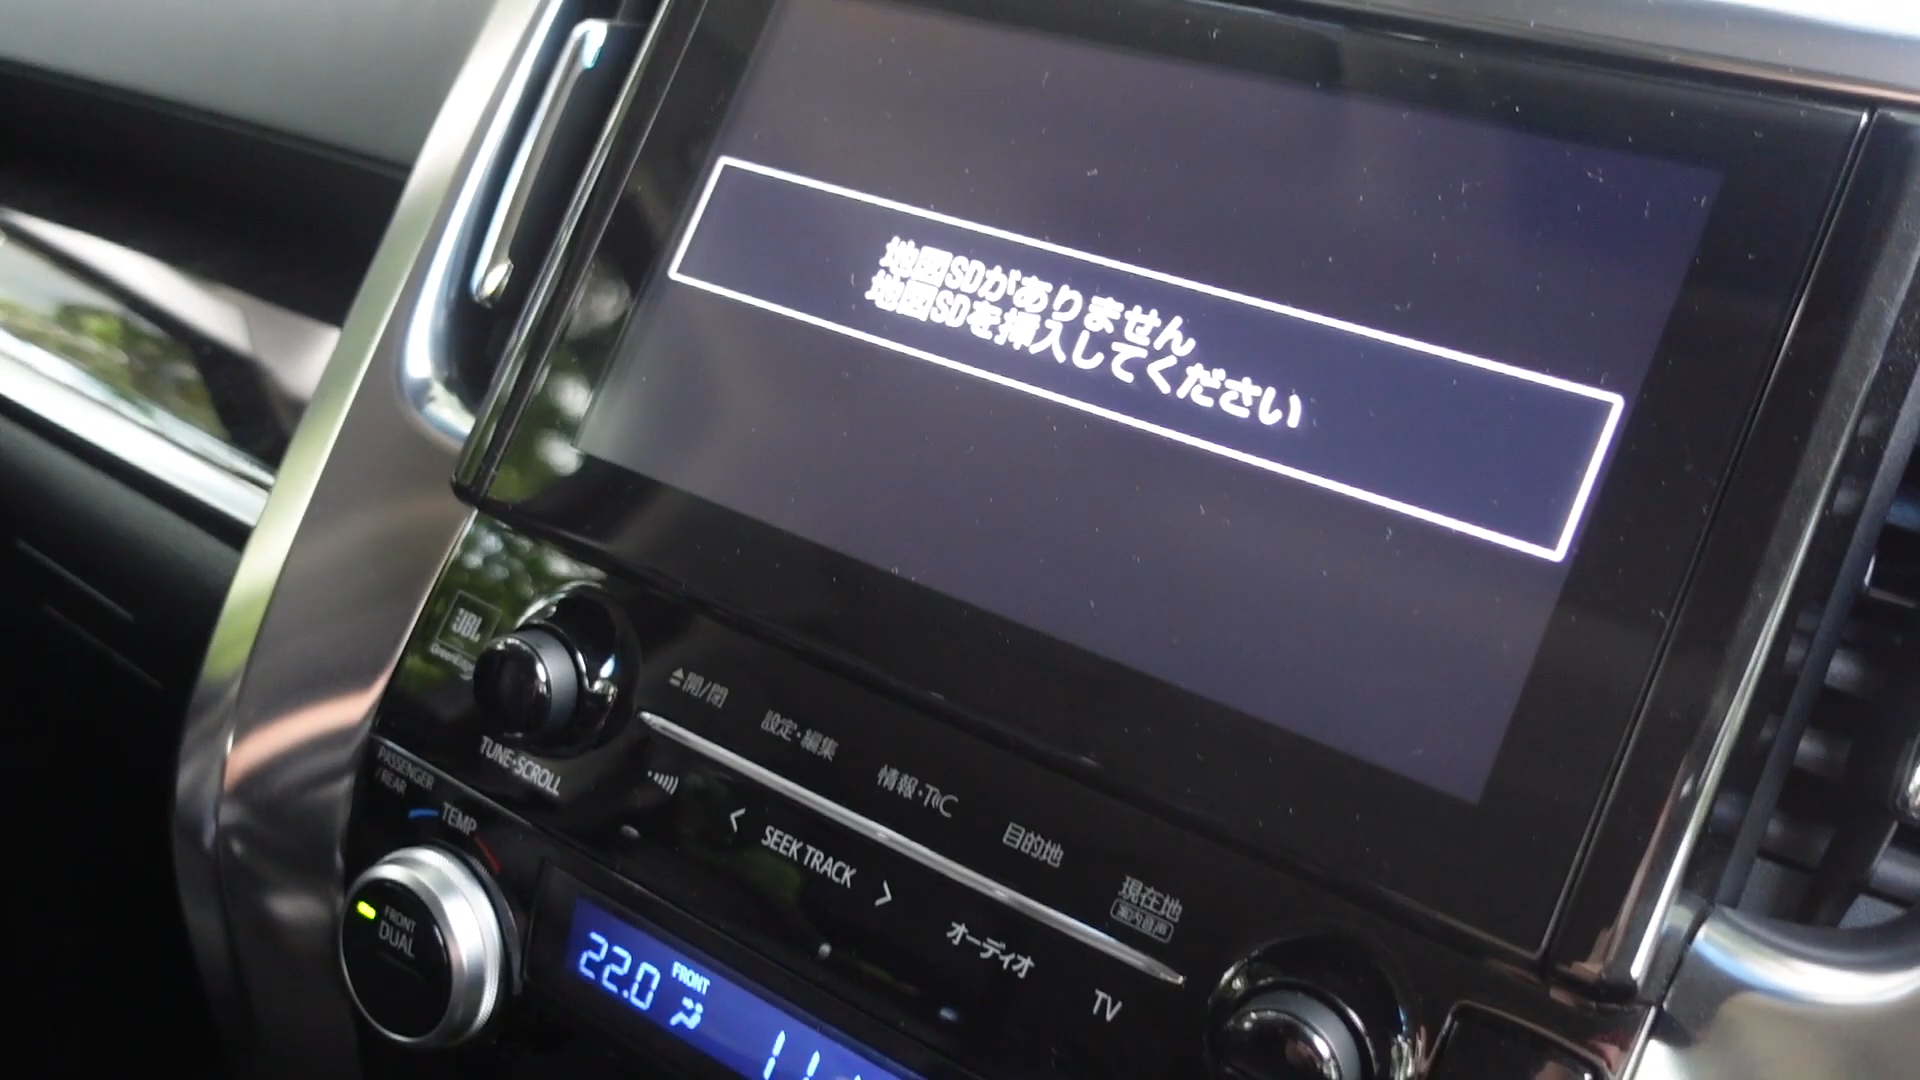 地図SDがありません
地図SDを挿入してください
JBL
GreenEdge
TUNE・SCROLL
開/閉
設定・編集
情報・T
目的地
現在地
案内音声
< SEEK TRACK >
オーディオ
TV
PASSENGER
/REAR
TEMP
FRONT
DUAL
22.0
FRONT